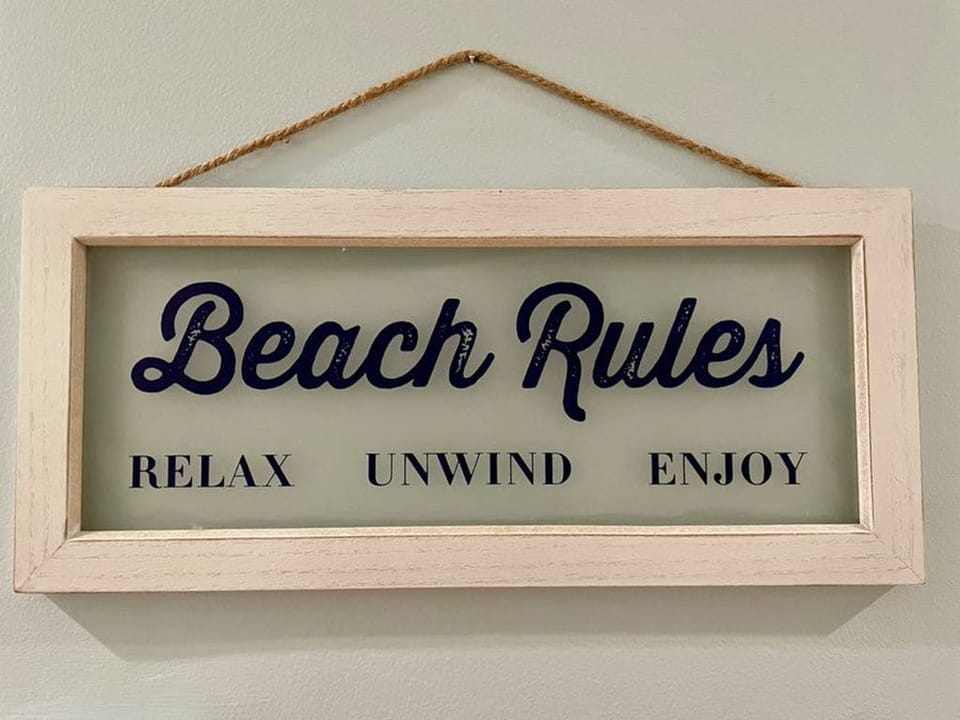 Beach Rules
RELAX UNWIND ENJOY